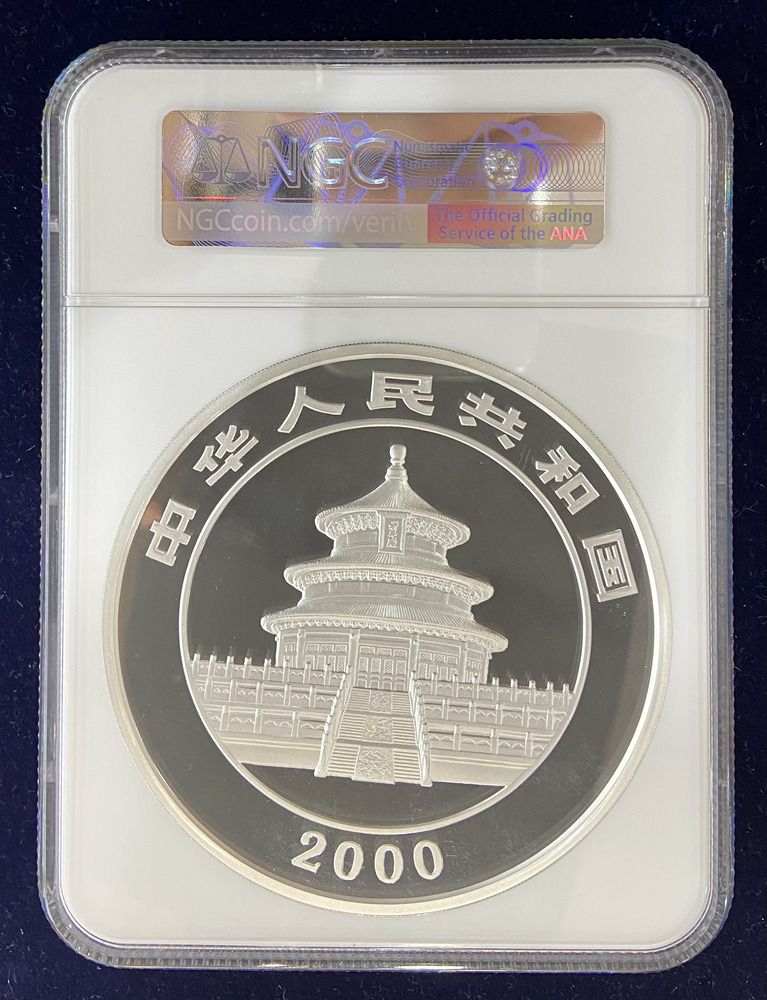 NGC
Numismatic
Guaranty
Corporation
NGCcoin.com/verify
The Official Grading
Service of the ANA
中华人民共和国
2000